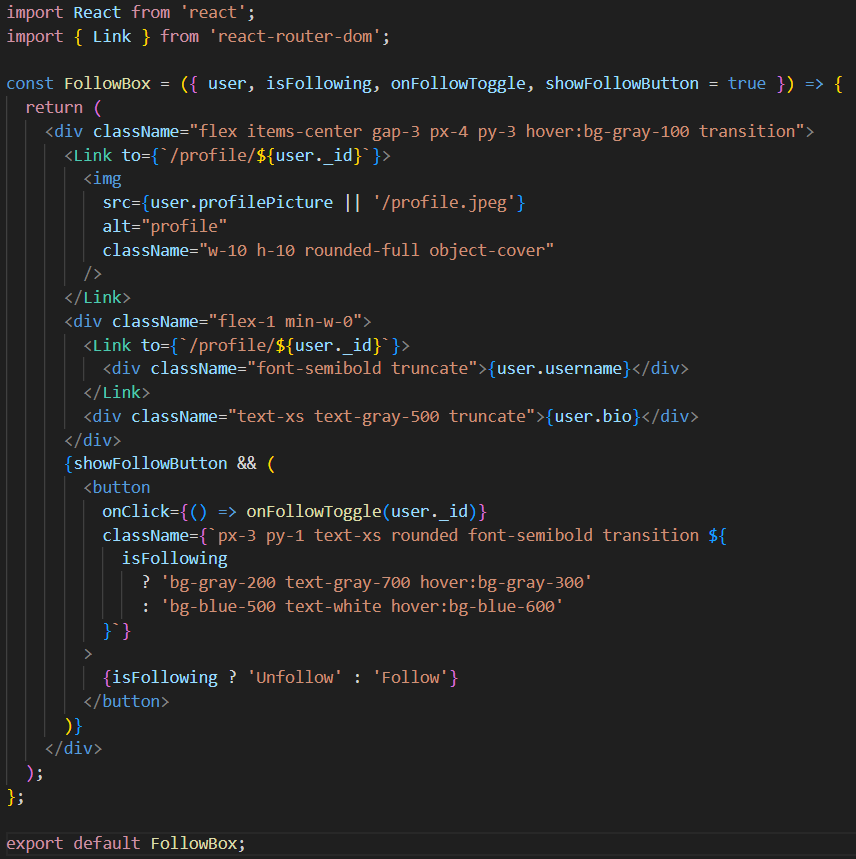 import React from 'react';
import { Link } from 'react-router-dom';

const FollowBox = ({ user, isFollowing, onFollowToggle, showFollowButton = true }) => {
  return (
    <div className="flex items-center gap-3 px-4 py-3 hover:bg-gray-100 transition">
      <Link to={`/profile/${user._id}`}>
        <img
          src={user.profilePicture || '/profile.jpeg'}
          alt="profile"
          className="w-10 h-10 rounded-full object-cover"
        />
      </Link>
      <div className="flex-1 min-w-0">
        <Link to={`/profile/${user._id}`}>
          <div className="font-semibold truncate">{user.username}</div>
        </Link>
        <div className="text-xs text-gray-500 truncate">{user.bio}</div>
      </div>
      {showFollowButton && (
        <button
          onClick={() => onFollowToggle(user._id)}
          className={`px-3 py-1 text-xs rounded font-semibold transition ${
            isFollowing
              ? 'bg-gray-200 text-gray-700 hover:bg-gray-300'
              : 'bg-blue-500 text-white hover:bg-blue-600'
          }`}
        >
          {isFollowing ? 'Unfollow' : 'Follow'}
        </button>
      )}
    </div>
  );
};

export default FollowBox;